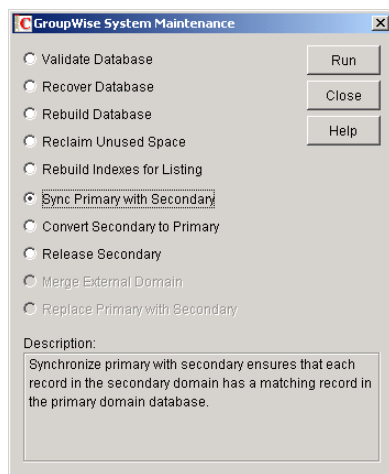 GroupWise System Maintenance
Validate Database
Run
Recover Database
Close
Rebuild Database
Help
Reclaim Unused Space
Rebuild Indexes for Listing
Sync Primary with Secondary
Convert Secondary to Primary
Release Secondary
Merge External Domain
Replace Primary with Secondary
Description:
Synchronize primary with secondary ensures that each
record in the secondary domain has a matching record in
the primary domain database.